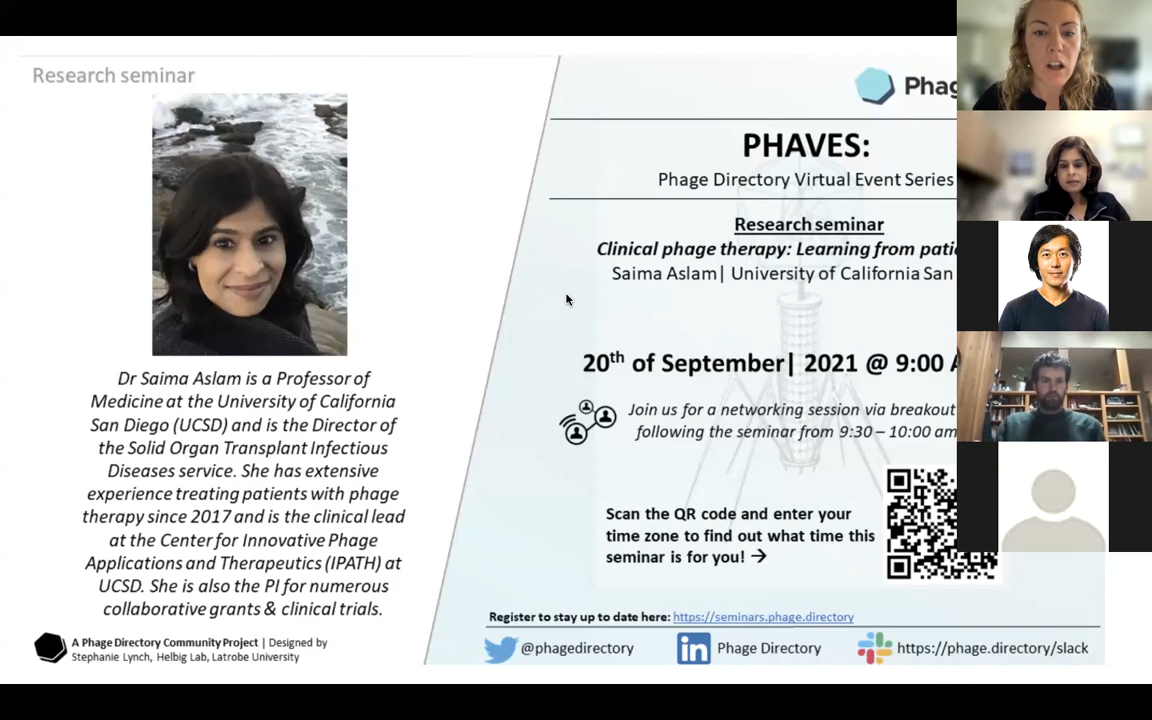 Research seminar
Dr Saima Aslam is a Professor of
Medicine at the University of California
San Diego (UCSD) and is the Director of
the Solid Organ Transplant Infectious
Diseases service. She has extensive
experience treating patients with phage
therapy since 2017 and is the clinical lead
at the Center for Innovative Phage
Applications and Therapeutics (IPATH) at
UCSD. She is also the PI for numerous
collaborative grants & clinical trials.
A Phage Directory Community Project | Designed by
Stephanie Lynch, Helbig Lab, Latrobe University
Phag
PHAVES:
Phage Directory Virtual Event Series
Research seminar
Clinical phage therapy: Learning from patie
Saima Aslam| University of California San
20th of September| 2021 @ 9:00
Join us for a networking session via breakout
following the seminar from 9:30 – 10:00 am
Scan the QR code and enter your
time zone to find out what time this
seminar is for you! →
Register to stay up to date here: https://seminars.phage.directory
@phagedirectory
Phage Directory
https://phage.directory/slack